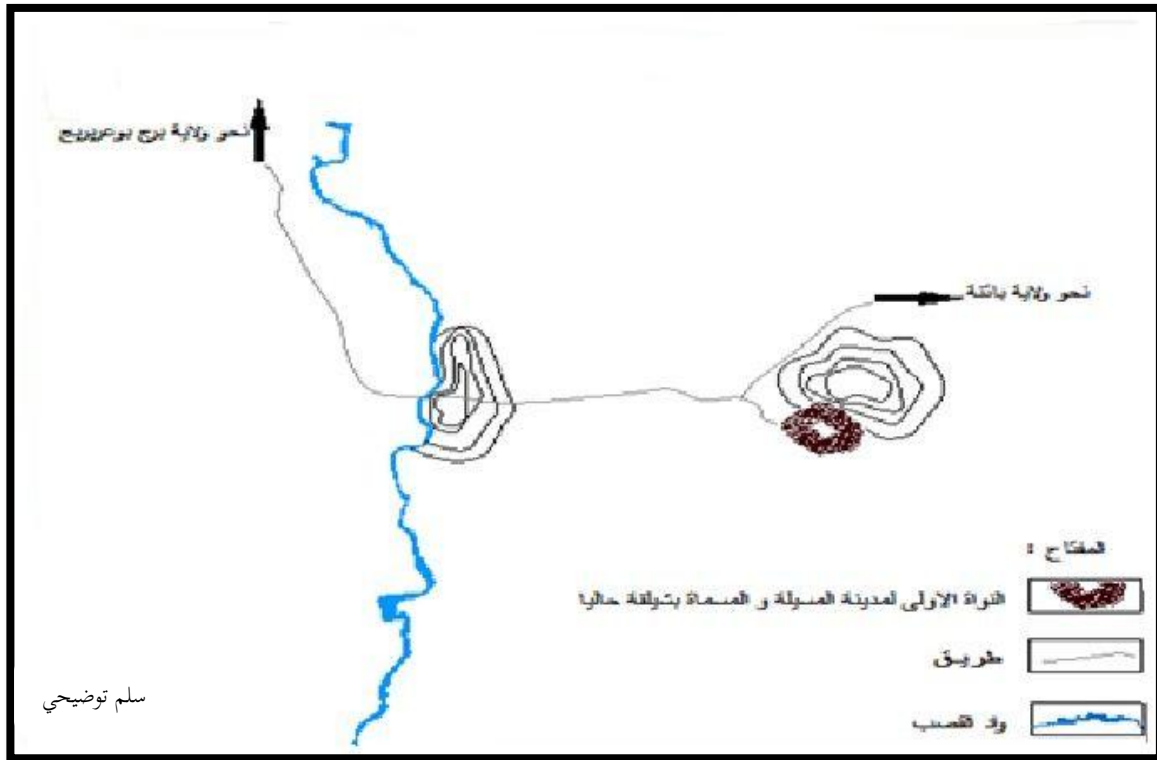 نحو ولاية برج بوعريريج
نحو ولاية باتنة
المفتاح :
النواة الأولى لمدينة المسيلة و المسماة بشيلقة حاليا
طريق
واد القصب
سلم توضيحي